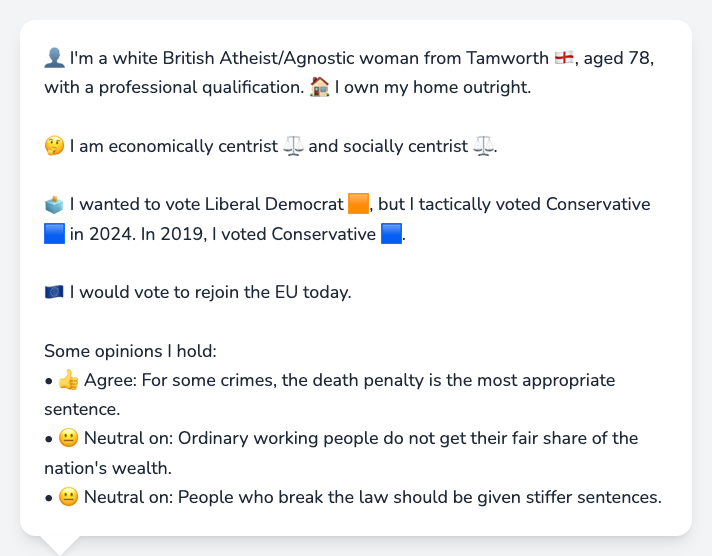 👤 I'm a white British Atheist/Agnostic woman from Tamworth 🏴󠁧󠁢󠁥󠁮󠁧󠁿, aged 78,
with a professional qualification. 🏠 I own my home outright.
🤔 I am economically centrist ⚖️ and socially centrist ⚖️.
🗳️ I wanted to vote Liberal Democrat 🟧, but I tactically voted Conservative
🟦 in 2024. In 2019, I voted Conservative 🟦.
🇪🇺 I would vote to rejoin the EU today.
Some opinions I hold:
• 👍 Agree: For some crimes, the death penalty is the most appropriate
sentence.
• 😐 Neutral on: Ordinary working people do not get their fair share of the
nation's wealth.
• 😐 Neutral on: People who break the law should be given stiffer sentences.